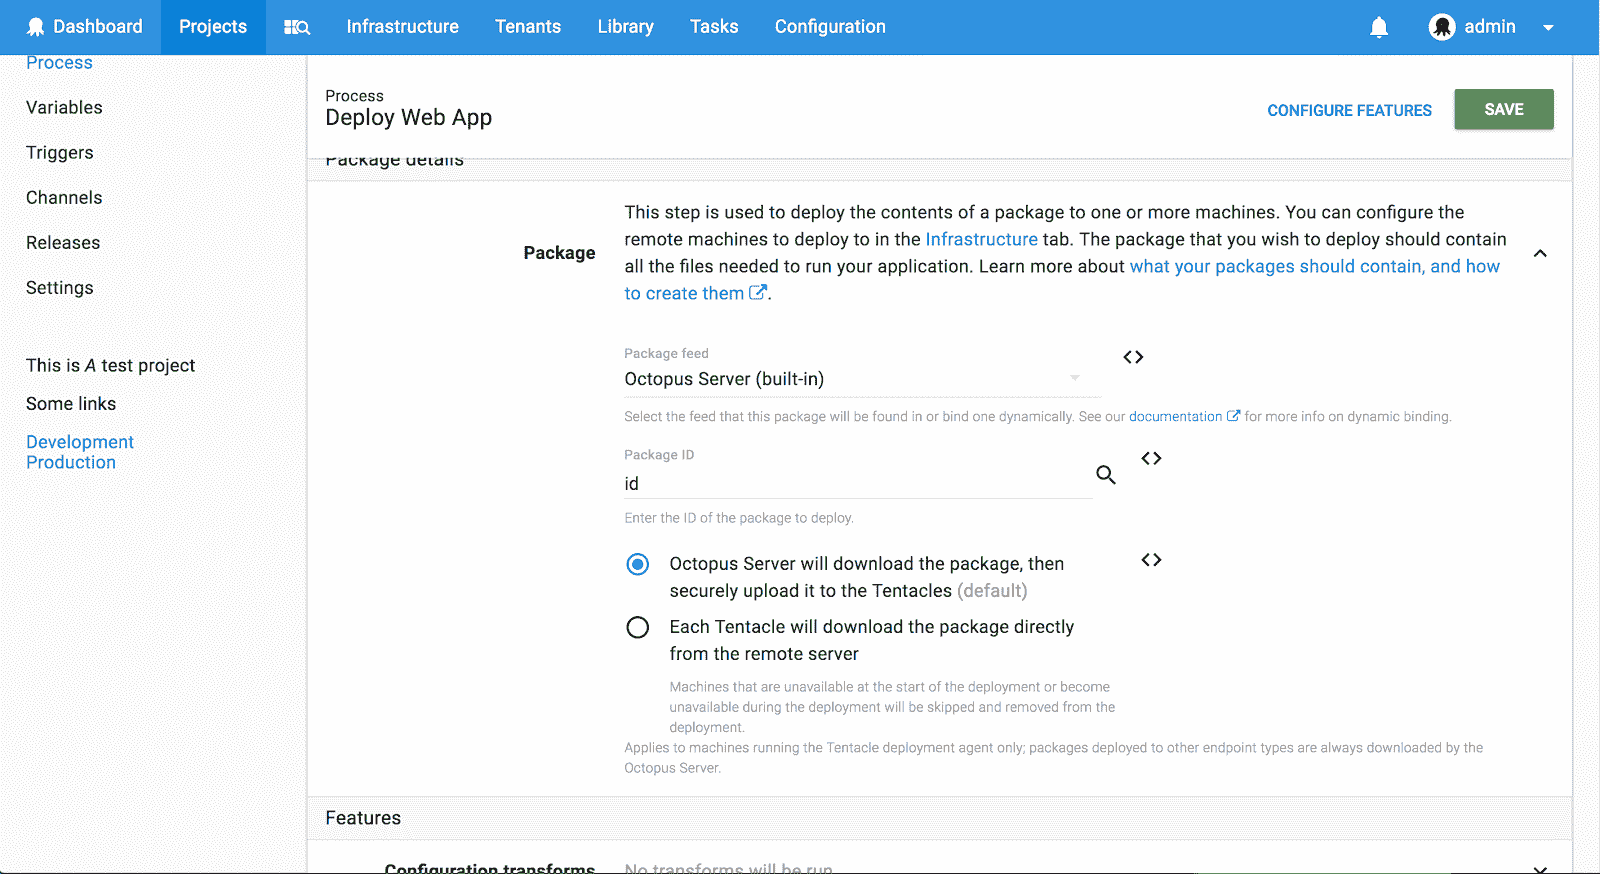 Dashboard Projects Infrastructure Tenants Library Tasks Configuration admin
Process
Variables
Triggers
Channels
Releases
Settings
This is A test project
Some links
Development
Production
Process
Deploy Web App
CONFIGURE FEATURES
SAVE
Package details
Package
This step is used to deploy the contents of a package to one or more machines. You can configure the
remote machines to deploy to in the Infrastructure tab. The package that you wish to deploy should contain
all the files needed to run your application. Learn more about what your packages should contain, and how
to create them .
Package feed
Octopus Server (built-in)
Select the feed that this package will be found in or bind one dynamically. See our documentation for more info on dynamic binding.
Package ID
id
Enter the ID of the package to deploy.
Octopus Server will download the package, then
securely upload it to the Tentacles (default)
Each Tentacle will download the package directly
from the remote server
Machines that are unavailable at the start of the deployment or become
unavailable during the deployment will be skipped and removed from the
deployment.
Applies to machines running the Tentacle deployment agent only; packages deployed to other endpoint types are always downloaded by the
Octopus Server.
Features
Configuration transforms
No transforms will be run